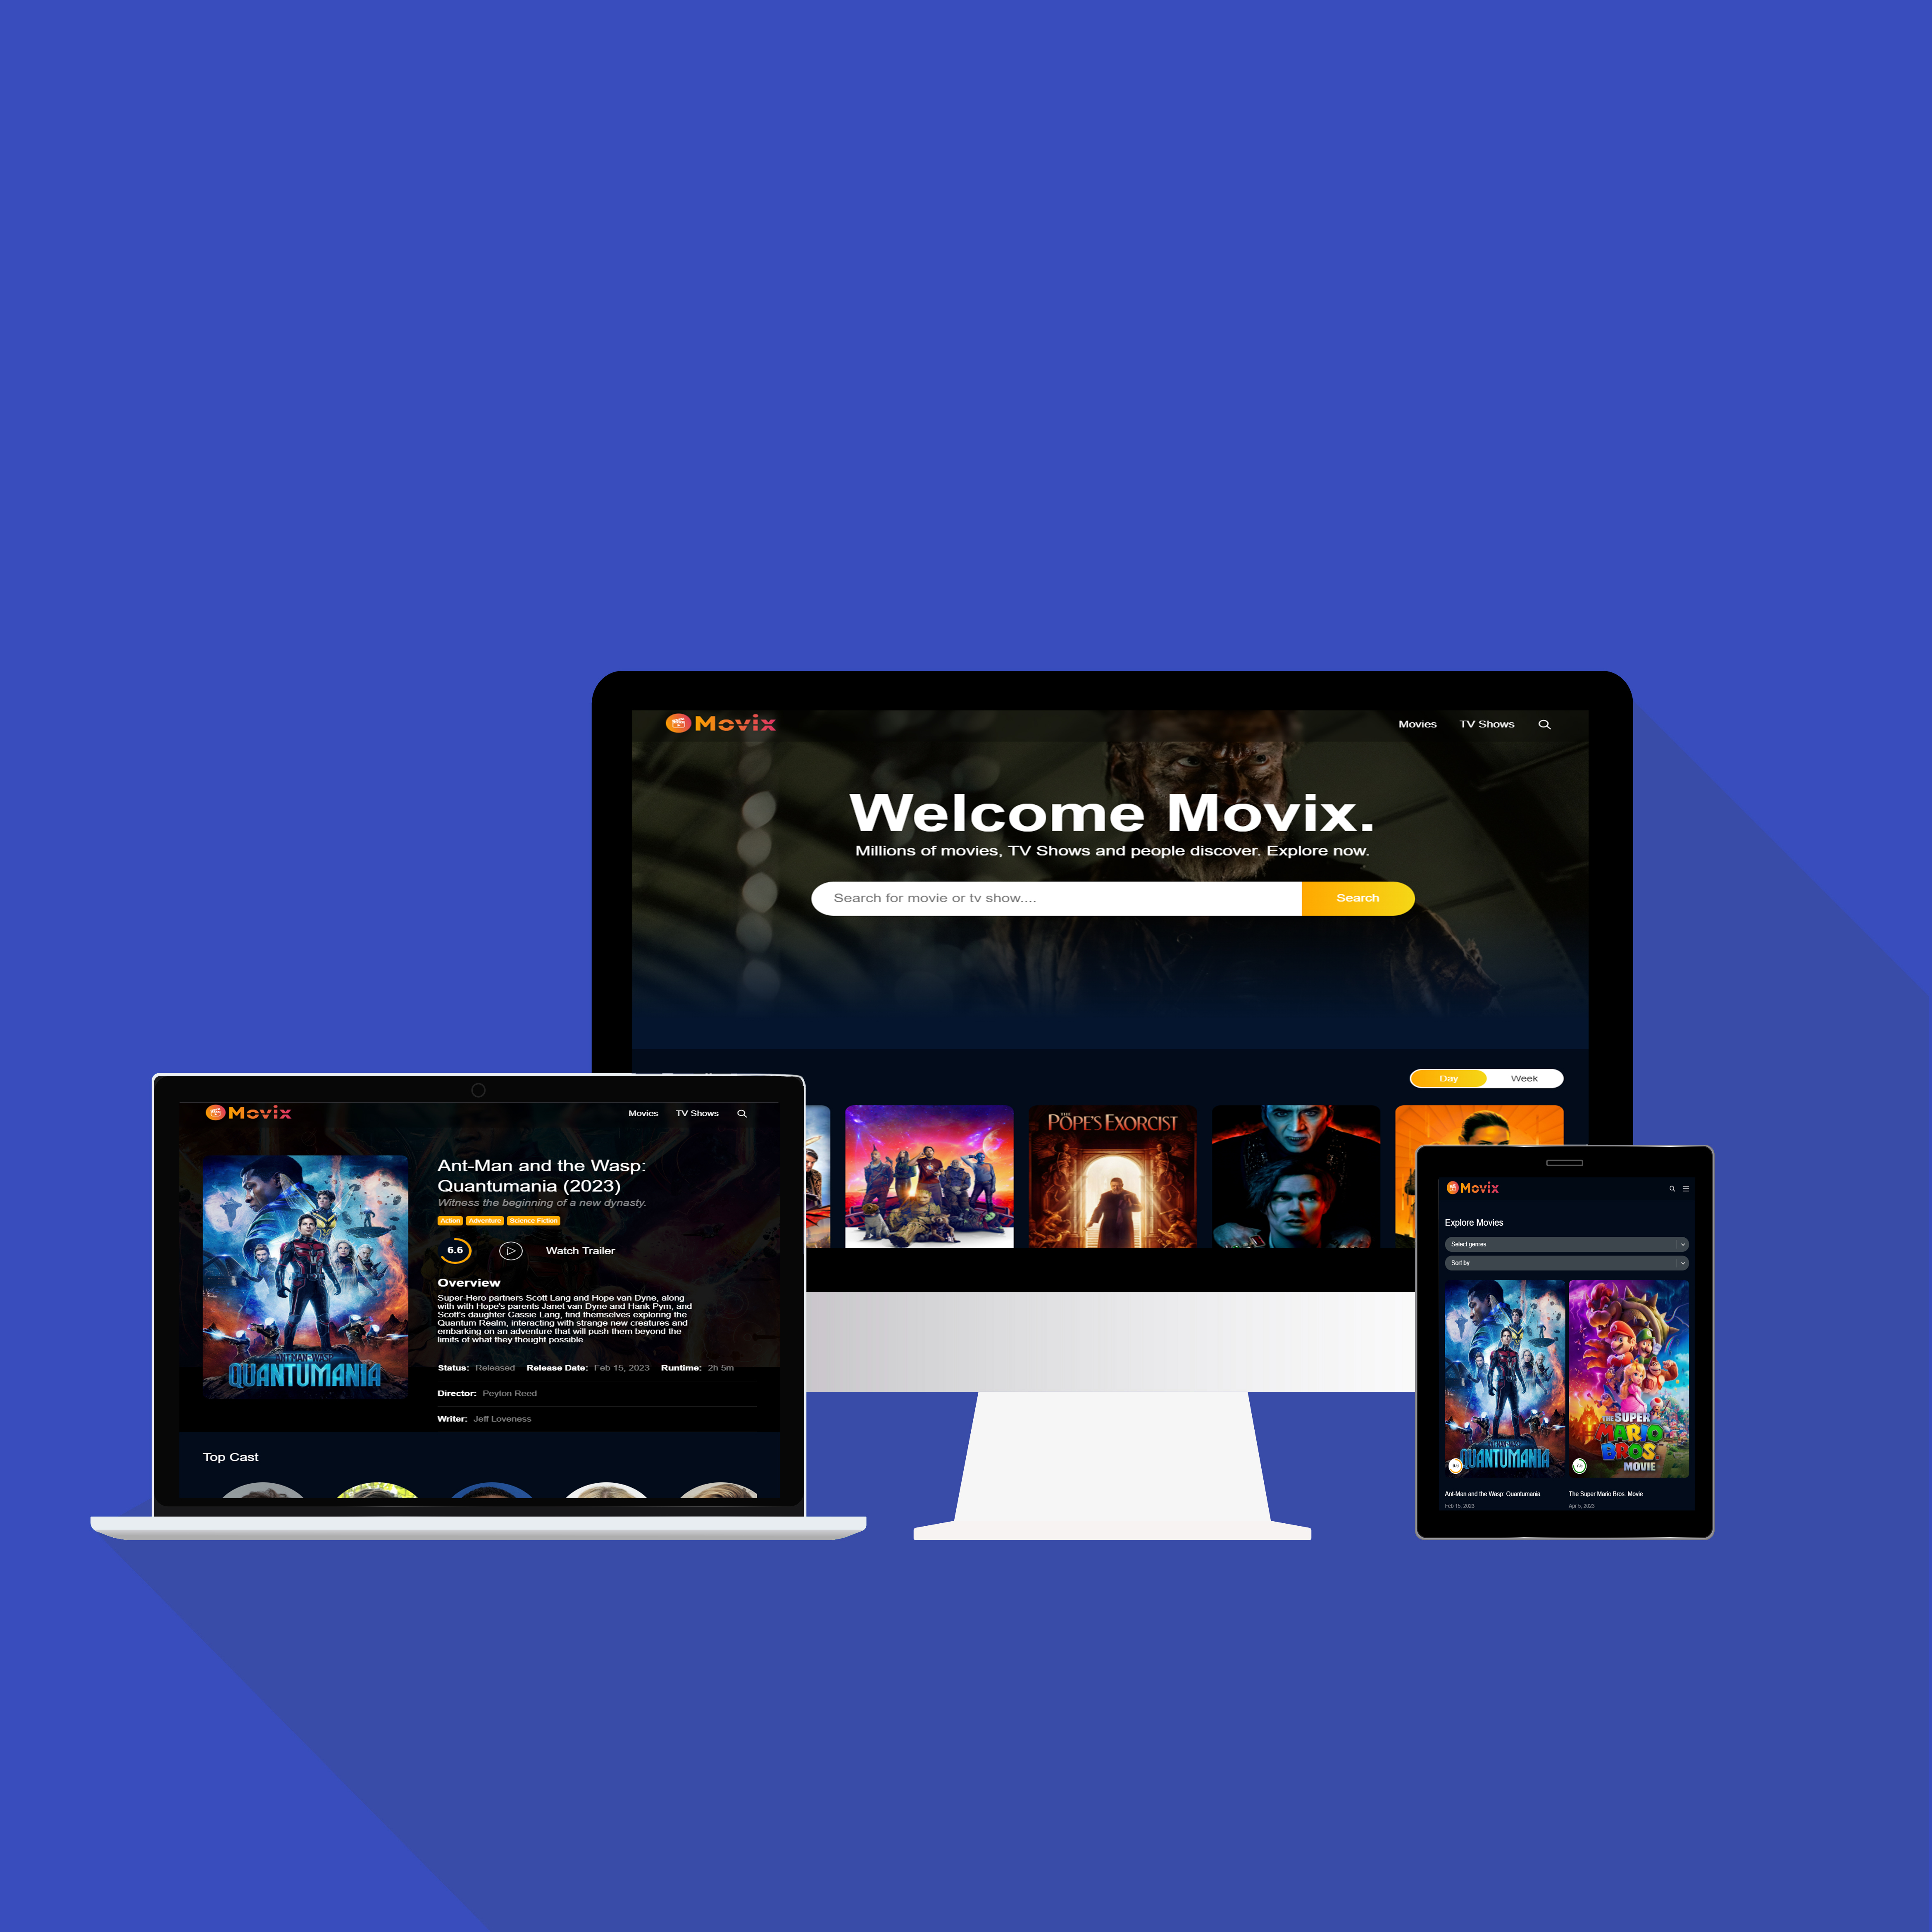 Movix
Movies TV Shows
Welcome Movix.
Millions of movies, TV Shows and people discover. Explore now.
Search for movie or tv show....
Search
Day Week
THE
POPE'S EXORCIST
Movix
Movies TV Shows
Ant-Man and the Wasp:
Quantumania (2023)
Witness the beginning of a new dynasty.
Action Adventure Science Fiction
6.6 Watch Trailer
Overview
Super-Hero partners Scott Lang and Hope van Dyne, along
with with Hope's parents Janet van Dyne and Hank Pym, and
Scott's daughter Cassie Lang, find themselves exploring the
Quantum Realm, interacting with strange new creatures and
embarking on an adventure that will push them beyond the
limits of what they thought possible.
Status: Released Release Date: Feb 15, 2023 Runtime: 2h 5m
Director: Peyton Reed
Writer: Jeff Loveness
ANT-MAN AND THE WASP
QUANTUMANIA
Top Cast
Movix
Explore Movies
Select genres
Sort by
QUANTUMANIA
6.6
THE SUPER
MARIO
BROS.
MOVIE
7.5
Ant-Man and the Wasp: Quantumania
Feb 15, 2023
The Super Mario Bros. Movie
Apr 5, 2023